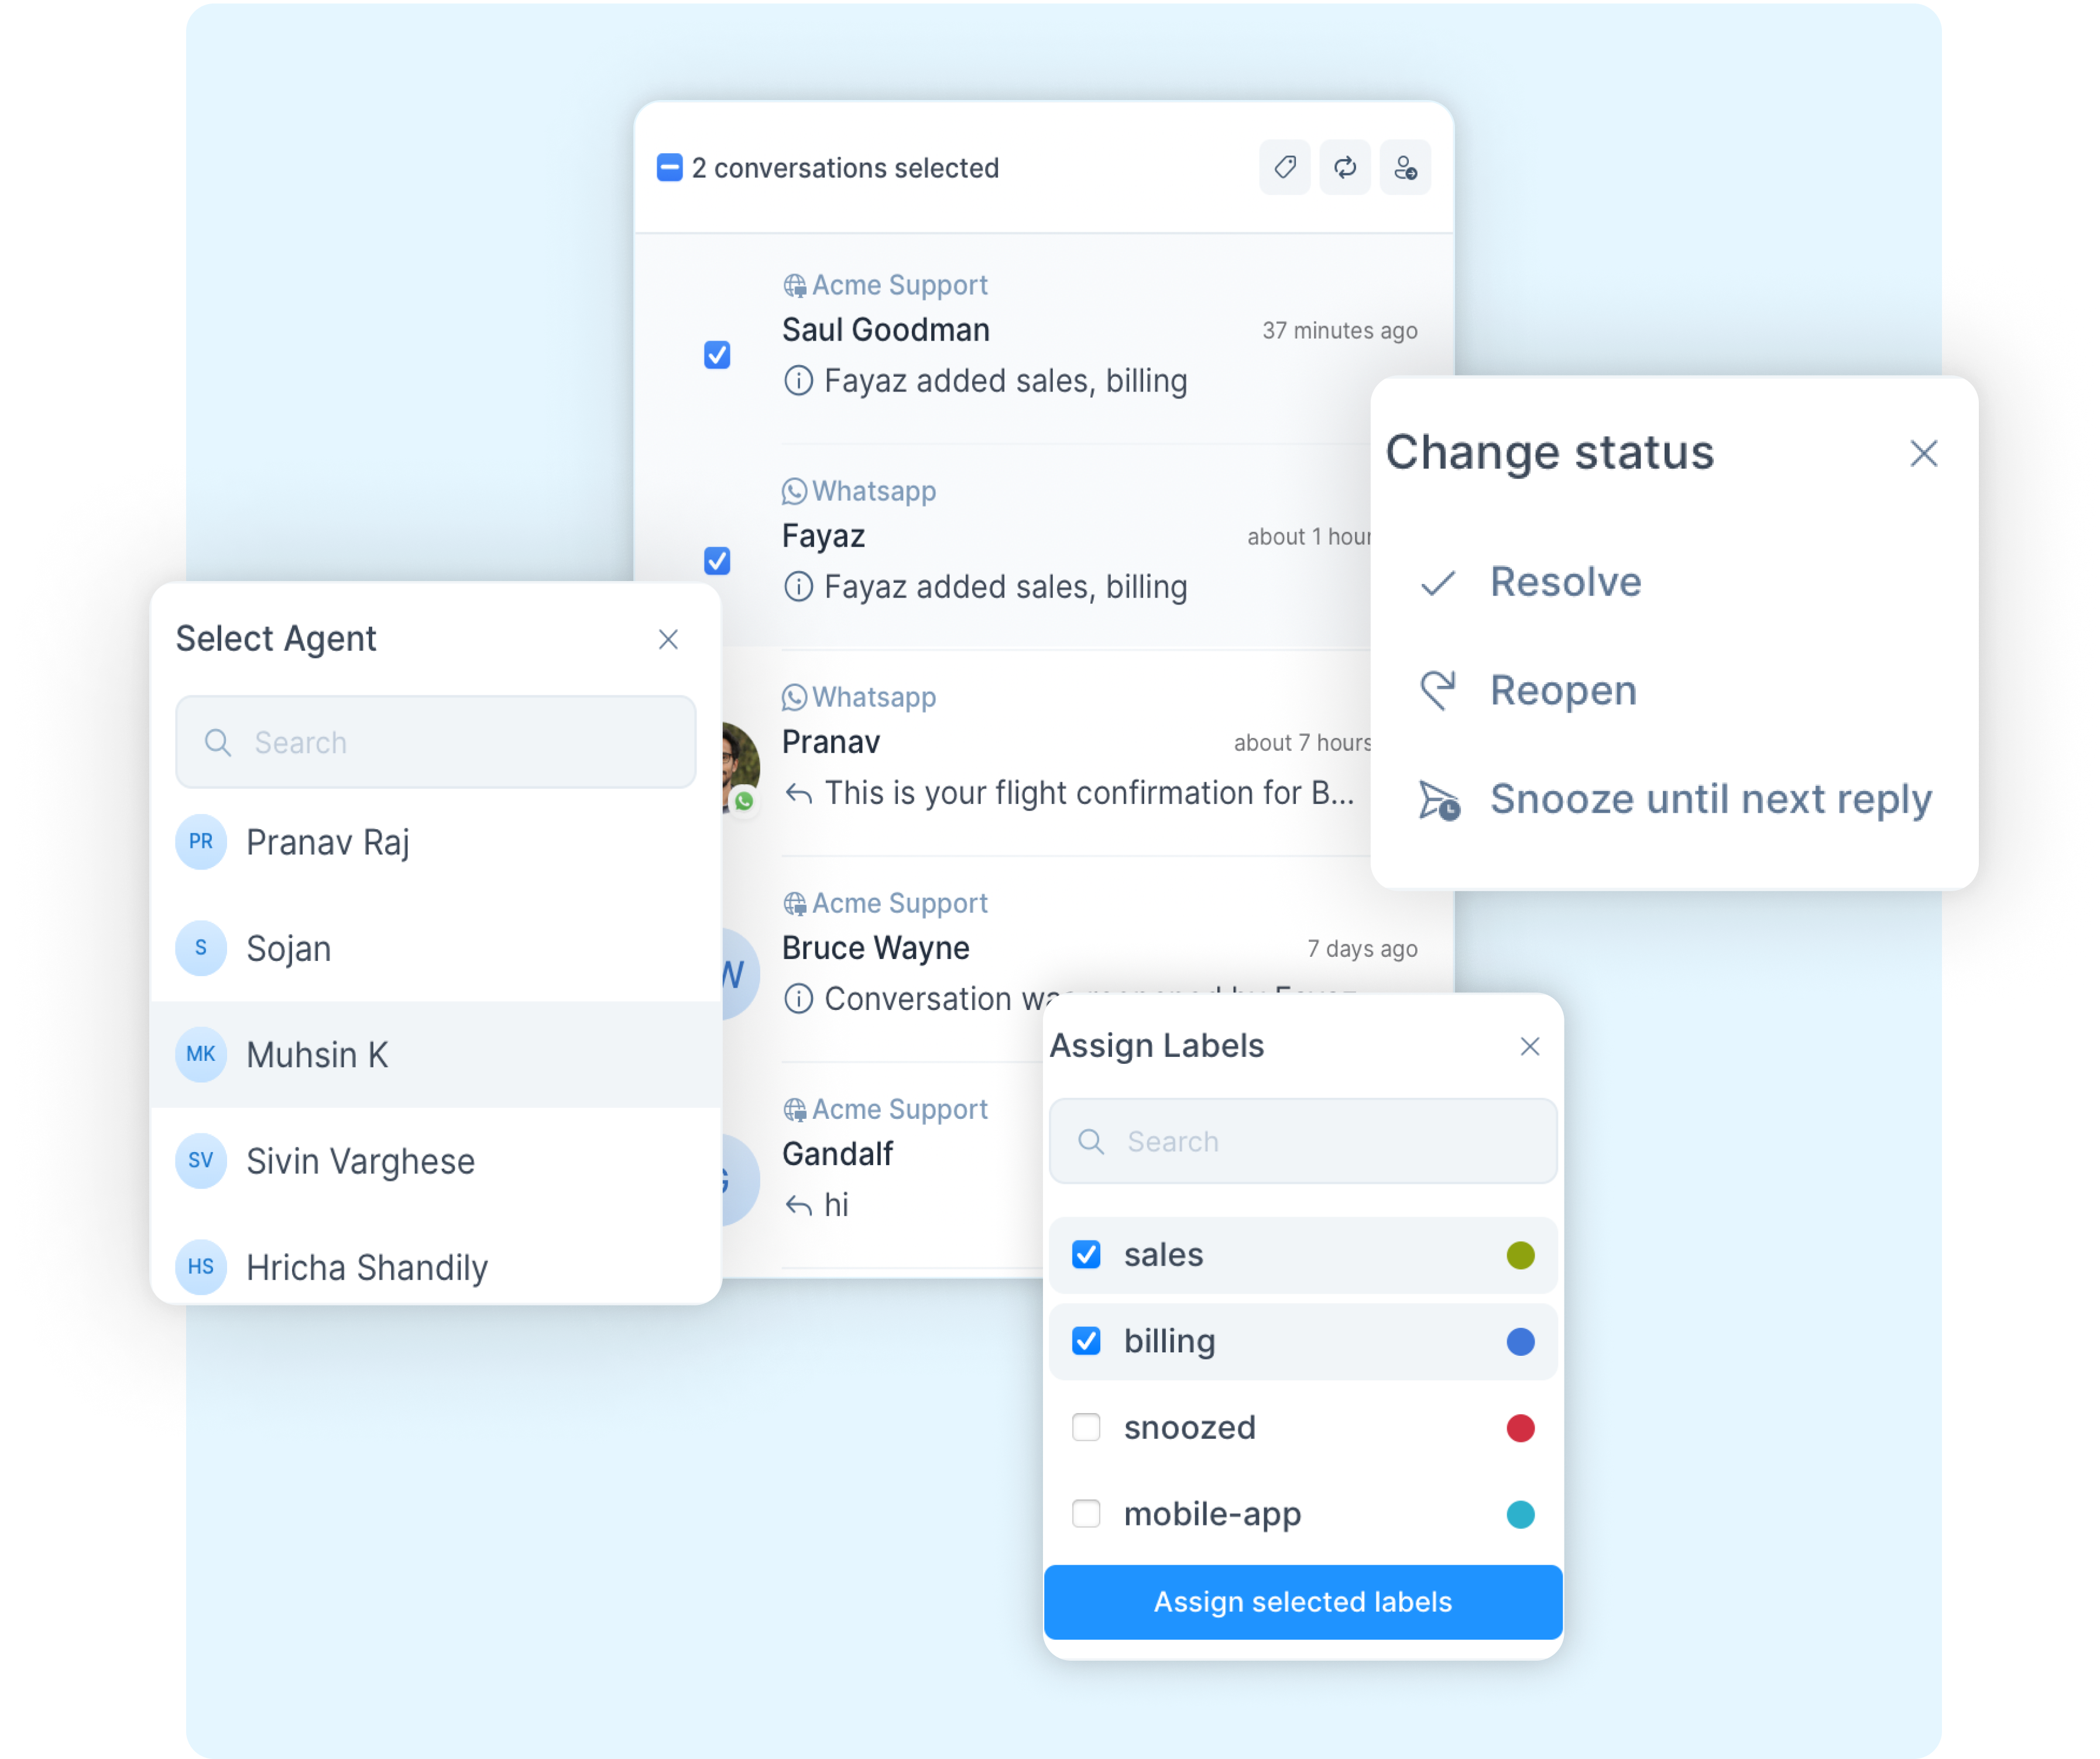 2 conversations selected
Acme Support
Saul Goodman
37 minutes ago
Fayaz added sales, billing
Whatsapp
Fayaz
about 1 hour
Fayaz added sales, billing
Whatsapp
Pranav
about 7 hours
This is your flight confirmation for B...
Acme Support
Bruce Wayne
7 days ago
Conversation
Acme Support
Gandalf
hi
W
Select Agent
Search
PR
Pranav Raj
S
Sojan
MK
Muhsin K
SV
Sivin Varghese
HS
Hricha Shandily
Change status
Resolve
Reopen
Snooze until next reply
Assign Labels
Search
sales
billing
snoozed
mobile-app
Assign selected labels